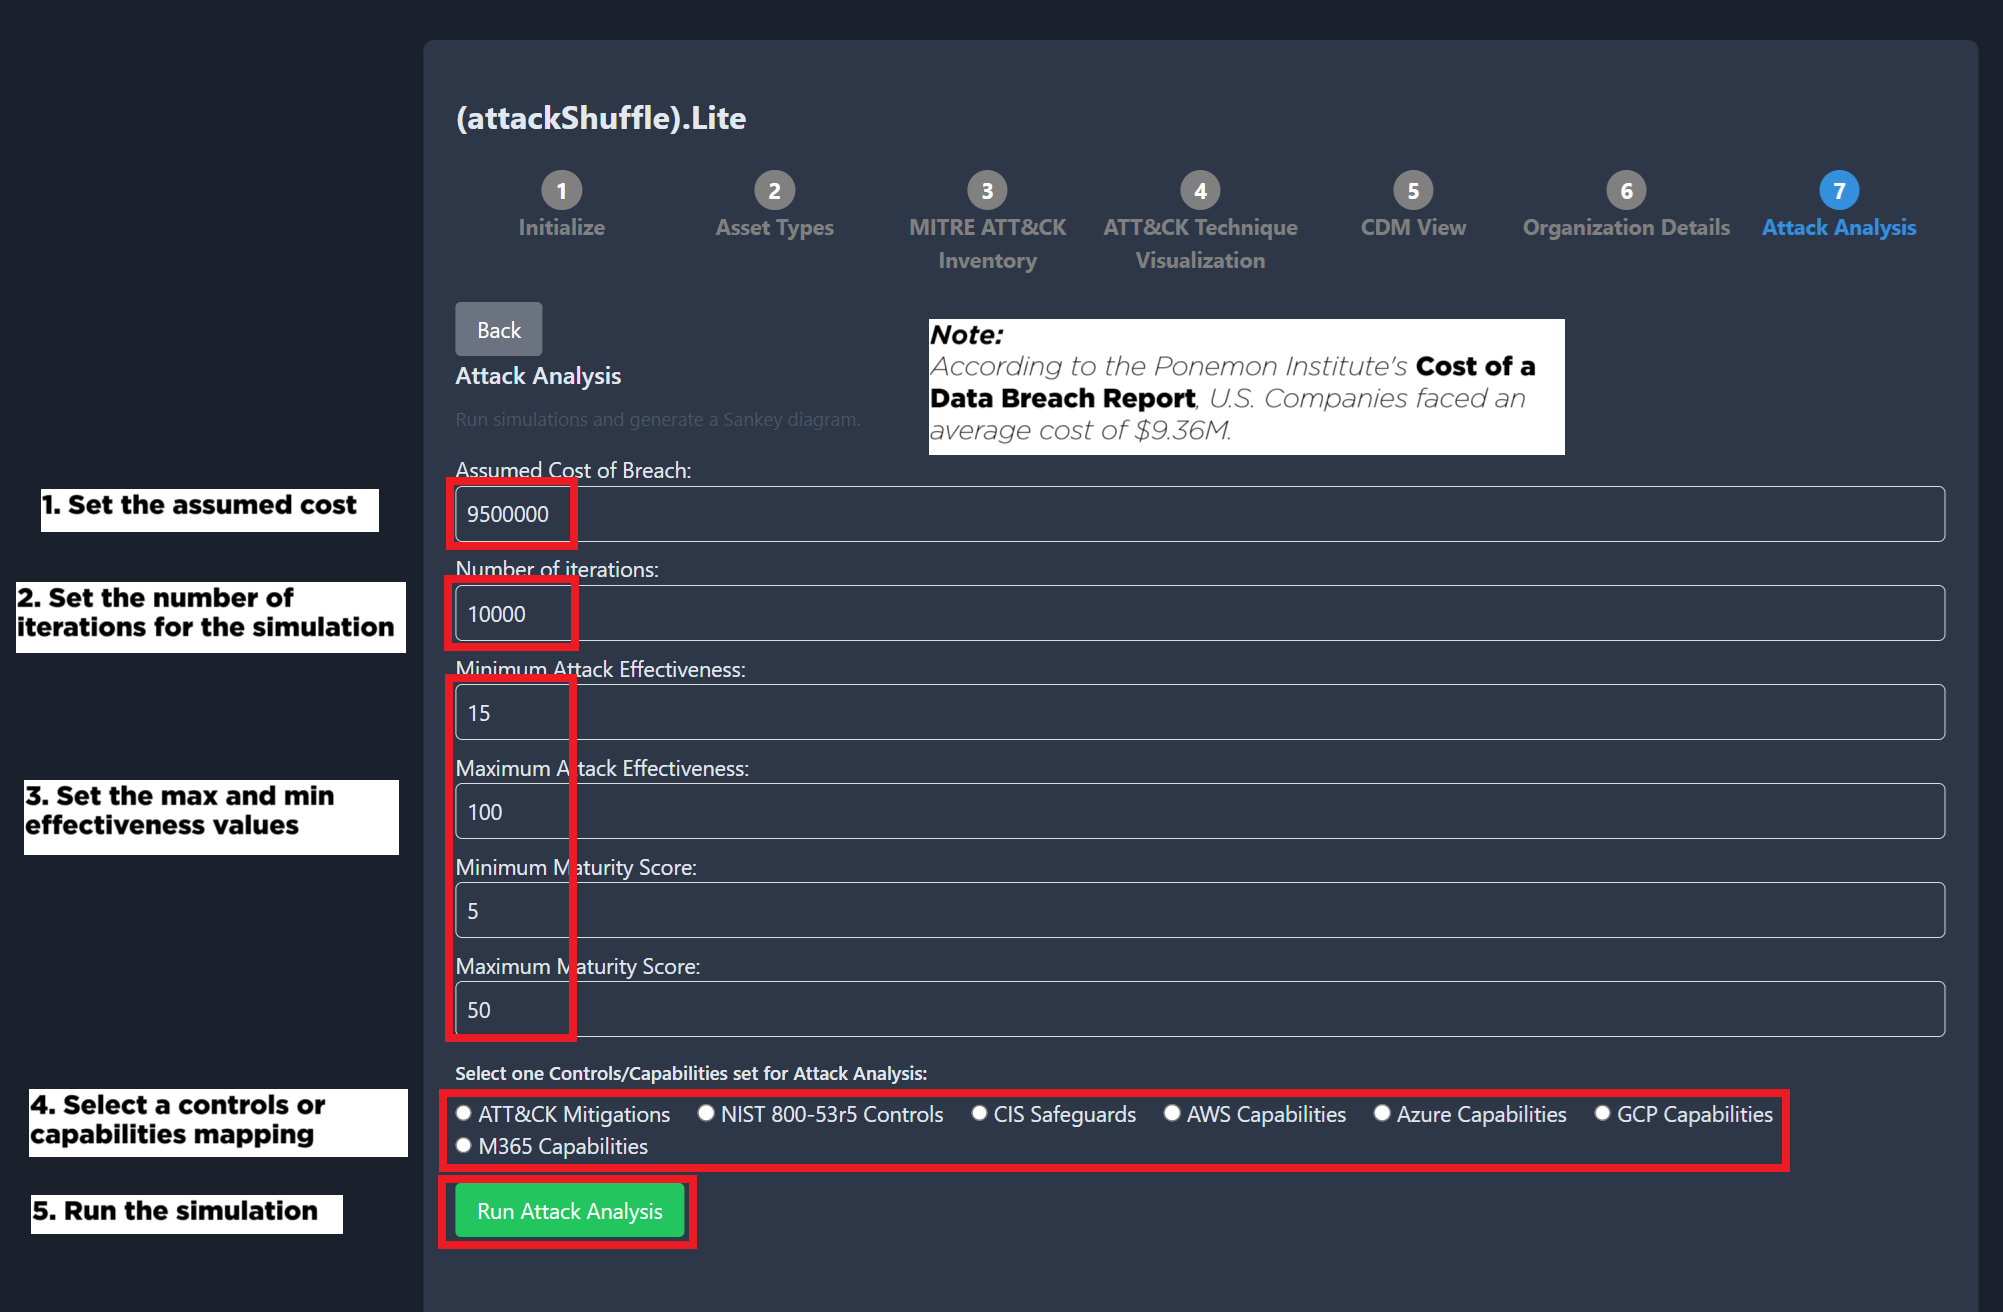 (attackShuffle).Lite
1
2
3
4
5
6
7
Initialize
Asset Types
MITRE ATT&CK
Inventory
ATT&CK Technique
Visualization
CDM View
Organization Details
Attack Analysis
Back
Attack Analysis
Run simulations and generate a Sankey diagram.
Note:
According to the Ponemon Institute's Cost of a
Data Breach Report, U.S. Companies faced an
average cost of $9.36M.
Assumed Cost of Breach:
1. Set the assumed cost
9500000
Number of iterations:
2. Set the number of
iterations for the simulation
10000
Minimum Attack Effectiveness:
15
Maximum Attack Effectiveness:
3. Set the max and min
effectiveness values
100
Minimum Maturity Score:
5
Maximum Maturity Score:
50
Select one Controls/Capabilities set for Attack Analysis:
4. Select a controls or
capabilities mapping
ATT&CK Mitigations NIST 800-53r5 Controls CIS Safeguards AWS Capabilities Azure Capabilities GCP Capabilities
M365 Capabilities
5. Run the simulation
Run Attack Analysis